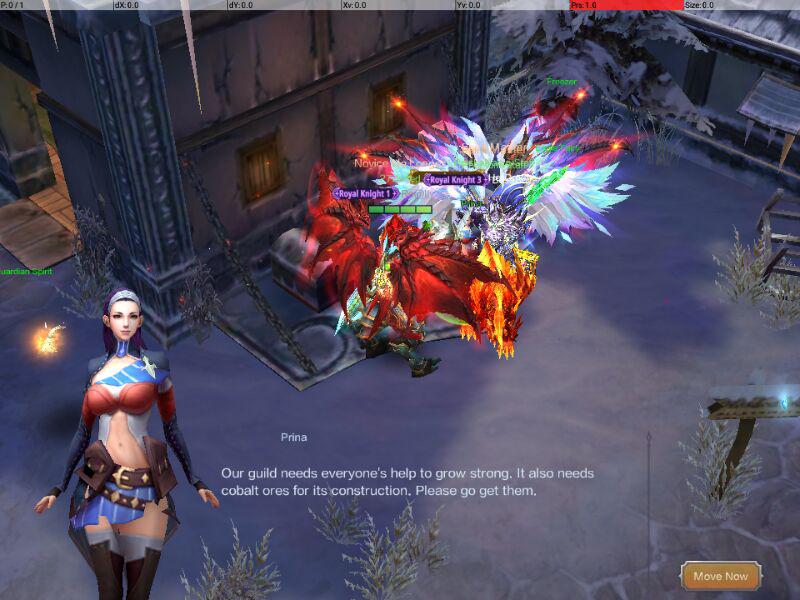 P: 0 / 1 dX: 0.0 dY: 0.0 Xv: 0.0 Yv: 0.0 Prs: 1.0 Size: 0.0
Freezer
Novice
Royal Knight 3
Royal Knight 1
uardian Spirit
Prina
Our guild needs everyone's help to grow strong. It also needs
cobalt ores for its construction. Please go get them.
Move Now